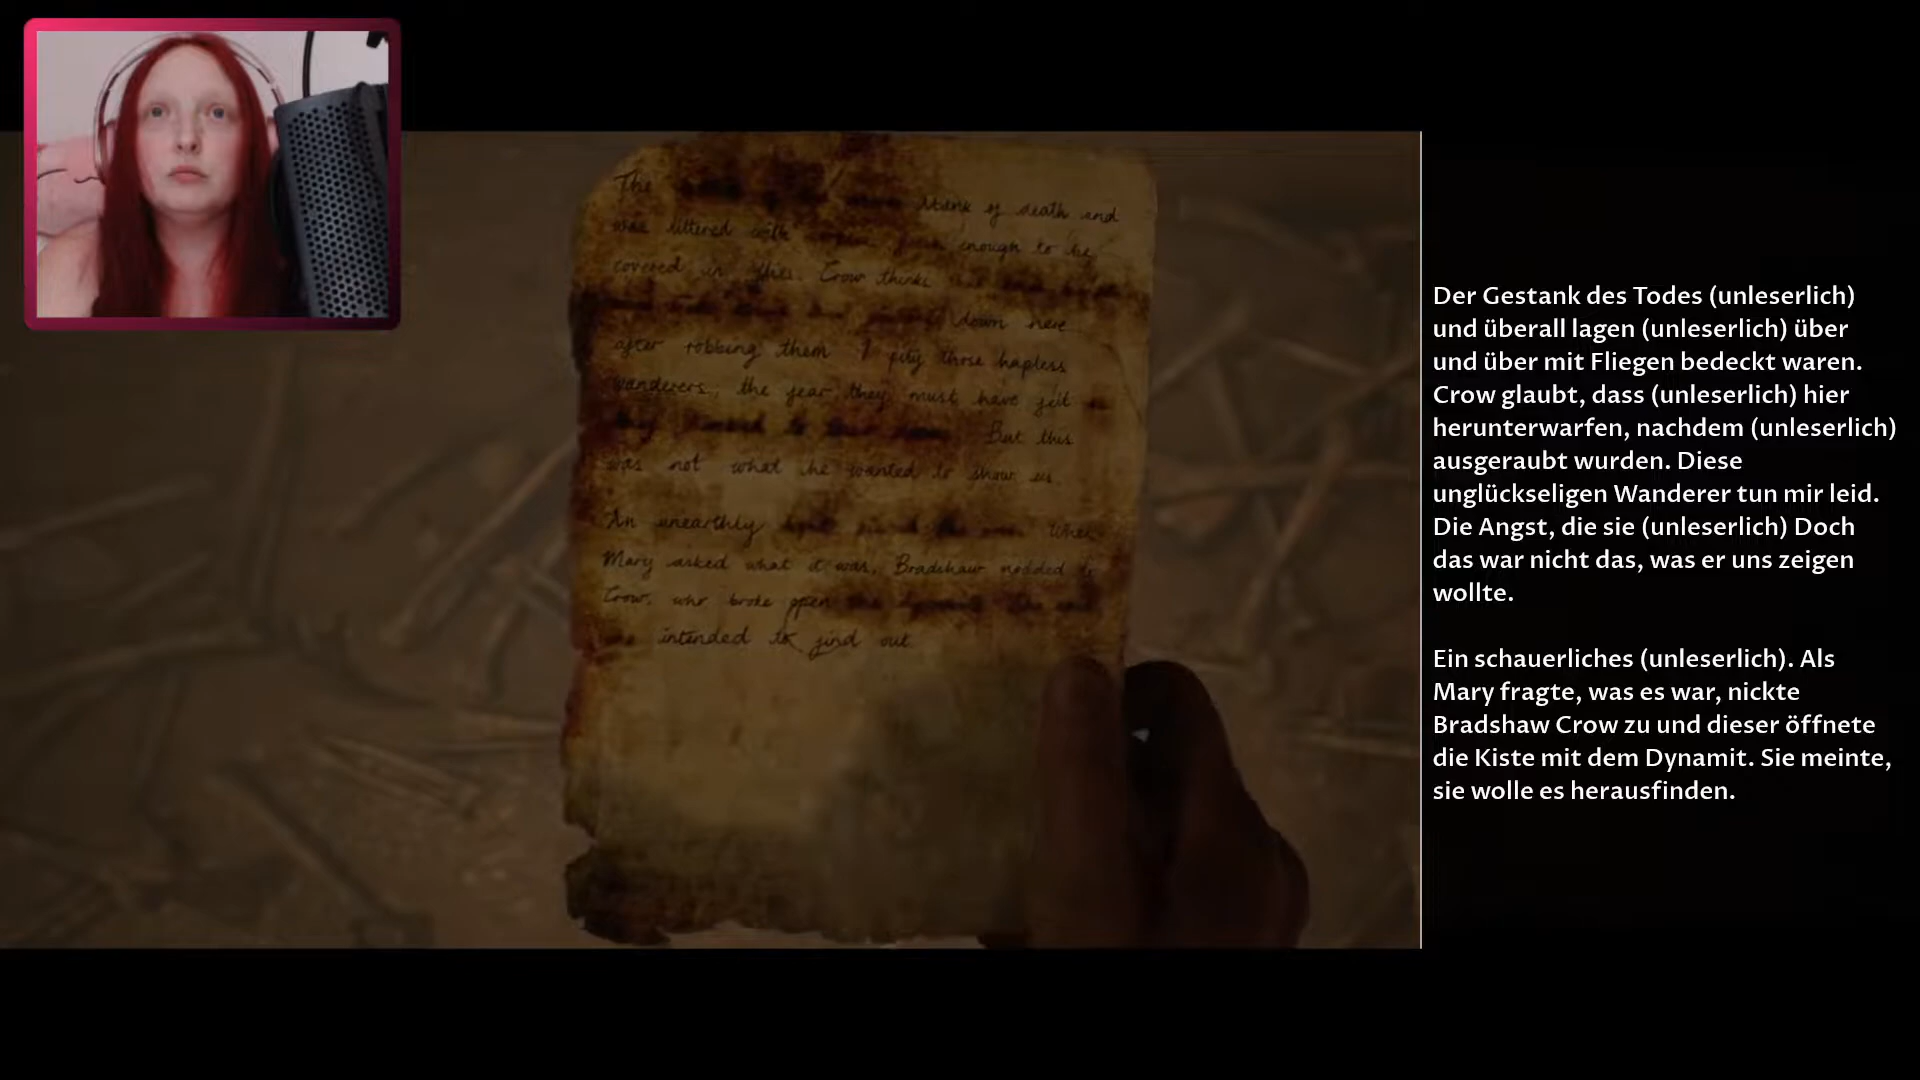 The stink of death and
was littered with enough to be
covered in flies. Crow thinks
down here
after robbing them I pity those hapless
wanderers; the fear they must have felt
But this
was not what he wanted to show us.
An unearthly When
Mary asked what it was, Bradshaw nodded to
Crow, who broke open
intended to find out.
Der Gestank des Todes (unleserlich)
und überall lagen (unleserlich) über
und über mit Fliegen bedeckt waren.
Crow glaubt, dass (unleserlich) hier
herunterwarfen, nachdem (unleserlich)
ausgeraubt wurden. Diese
unglückseligen Wanderer tun mir leid.
Die Angst, die sie (unleserlich) Doch
das war nicht das, was er uns zeigen
wollte.
Ein schauerliches (unleserlich). Als
Mary fragte, was es war, nickte
Bradshaw Crow zu und dieser öffnete
die Kiste mit dem Dynamit. Sie meinte,
sie wolle es herausfinden.